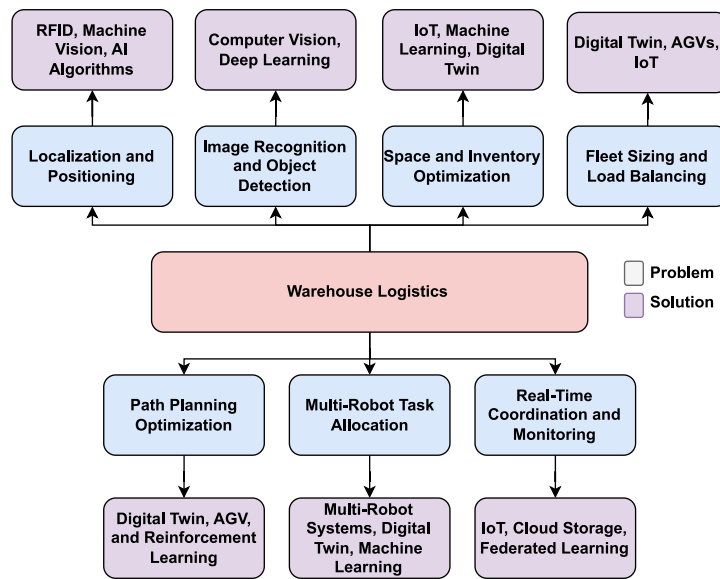 RFID, Machine
Vision, AI
Algorithms
Computer Vision,
Deep Learning
IoT, Machine
Learning, Digital
Twin
Digital Twin, AGVs,
IoT
Localization and
Positioning
Image Recognition
and Object
Detection
Space and Inventory
Optimization
Fleet Sizing and
Load Balancing
Warehouse Logistics
Problem
Solution
Path Planning
Optimization
Multi-Robot Task
Allocation
Real-Time
Coordination and
Monitoring
Digital Twin, AGV,
and Reinforcement
Learning
Multi-Robot
Systems, Digital
Twin, Machine Learning
IoT, Cloud Storage,
Federated Learning